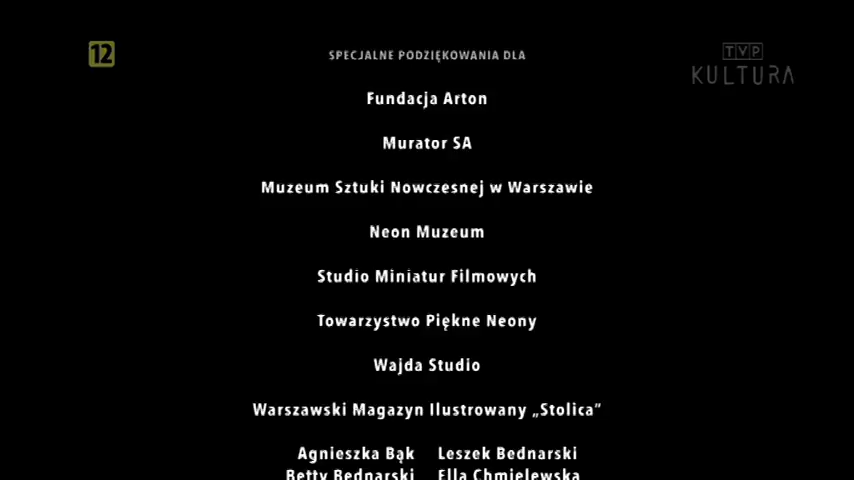 12
SPECJALNE PODZIĘKOWANIA DLA
TVP
KULTURA
Fundacja Arton
Murator SA
Muzeum Sztuki Nowczesnej w Warszawie
Neon Muzeum
Studio Miniatur Filmowych
Towarzystwo Piękne Neony
Wajda Studio
Warszawski Magazyn Ilustrowany „Stolica”
Agnieszka Bąk Leszek Bednarski
Betty Bednarski Ella Chmielewska